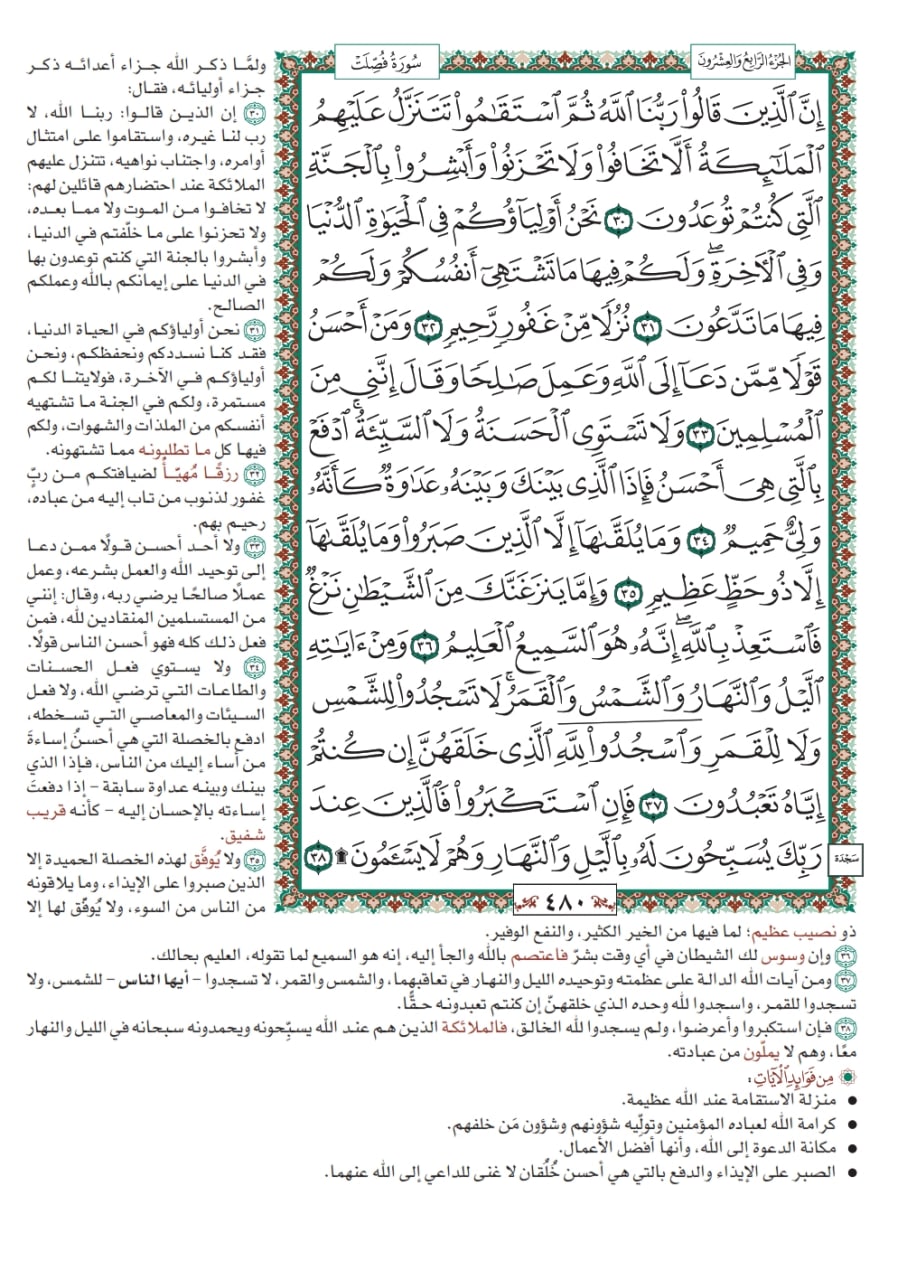 الجُزْءُ الرَّابِعُ وَالعِشْرُونَ
سُورَةُ فُصِّلَتْ
إِنَّ ٱلَّذِينَ قَالُوا۟ رَبُّنَا ٱللَّهُ ثُمَّ ٱسْتَقَـٰمُوا۟ تَتَنَزَّلُ عَلَيْهِمُ
ٱلْمَلَـٰٓئِكَةُ أَلَّا تَخَافُوا۟ وَلَا تَحْزَنُوا۟ وَأَبْشِرُوا۟ بِٱلْجَنَّةِ
ٱلَّتِى كُنتُمْ تُوعَدُونَ ٣٠ نَحْنُ أَوْلِيَآؤُكُمْ فِى ٱلْحَيَوٰةِ ٱلدُّنْيَا
وَفِى ٱلْـَٔاخِرَةِ ۖ وَلَكُمْ فِيهَا مَا تَشْتَهِىٓ أَنفُسُكُمْ وَلَكُمْ
فِيهَا مَا تَدَّعُونَ ٣١ نُزُلًا مِّنْ غَفُورٍ رَّحِيمٍ ٣٢ وَمَنْ أَحْسَنُ
قَوْلًا مِّمَّن دَعَآ إِلَى ٱللَّهِ وَعَمِلَ صَـٰلِحًا وَقَالَ إِنَّنِى مِنَ
ٱلْمُسْلِمِينَ ٣٣ وَلَا تَسْتَوِى ٱلْحَسَنَةُ وَلَا ٱلسَّيِّئَةُ ۚ ٱدْفَعْ
بِٱلَّتِى هِىَ أَحْسَنُ فَإِذَا ٱلَّذِى بَيْنَكَ وَبَيْنَهُۥ عَدَٰوَةٌ كَأَنَّهُۥ
وَلِىٌّ حَمِيمٌ ٣٤ وَمَا يُلَقَّىٰهَآ إِلَّا ٱلَّذِينَ صَبَرُوا۟ وَمَا يُلَقَّىٰهَآ
إِلَّا ذُو حَظٍّ عَظِيمٍ ٣٥ وَإِمَّا يَنزَغَنَّكَ مِنَ ٱلشَّيْطَـٰنِ نَزْغٌ
فَٱسْتَعِذْ بِٱللَّهِ ۖ إِنَّهُۥ هُوَ ٱلسَّمِيعُ ٱلْعَلِيمُ ٣٦ وَمِنْ ءَايَـٰتِهِ
ٱلَّيْلُ وَٱلنَّهَارُ وَٱلشَّمْسُ وَٱلْقَمَرُ ۚ لَا تَسْجُدُوا۟ لِلشَّمْسِ
وَلَا لِلْقَمَرِ وَٱسْجُدُوا۟ لِلَّهِ ٱلَّذِى خَلَقَهُنَّ إِن كُنتُمْ
إِيَّاهُ تَعْبُدُونَ ٣٧ فَإِنِ ٱسْتَكْبَرُوا۟ فَٱلَّذِينَ عِندَ
رَبِّكَ يُسَبِّحُونَ لَهُۥ بِٱلَّيْلِ وَٱلنَّهَارِ وَهُمْ لَا يَسْـَٔمُونَ ۩ ٣٨
سَجْدَة
٤٨٠
ولمَّا ذكر الله جزاء أعدائه ذكر
جزاء أوليائه، فقال:
٣٠ إن الذين قالوا: ربنا الله، لا
رب لنا غيره، واستقاموا على امتثال
أوامره، واجتناب نواهيه، تتنزل عليهم
الملائكة عند احتضارهم قائلين لهم:
لا تخافوا من الموت ولا مما بعده،
ولا تحزنوا على ما خلّفتم في الدنيا،
وأبشروا بالجنة التي كنتم توعدون بها
في الدنيا على إيمانكم بالله وعملكم
الصالح.
٣١ نحن أولياؤكم في الحياة الدنيا،
فقد كنا نسددكم ونحفظكم، ونحن
أولياؤكم في الآخرة، فولايتنا لكم
مستمرة، ولكم في الجنة ما تشتهيه
أنفسكم من الملذات والشهوات، ولكم
فيها كل ما تطلبونه مما تشتهونه.
٣٢ رزقًا مُهيّأً لضيافتكم من ربّ
غفور لذنوب من تاب إليه من عباده،
رحيم بهم.
٣٣ ولا أحد أحسن قولًا ممن دعا
إلى توحيد الله والعمل بشرعه، وعمل
عملًا صالحًا يرضي ربه، وقال: إنني
من المستسلمين المنقادين لله، فمن
فعل ذلك كله فهو أحسن الناس قولًا.
٣٤ ولا يستوي فعل الحسنات
والطاعات التي ترضي الله، ولا فعل
السيئات والمعاصي التي تسخطه،
ادفع بالخصلة التي هي أحسنُ إساءةَ
من أساء إليك من الناس، فإذا الذي
بينك وبينه عداوة سابقة – إذا دفعتَ
إساءته بالإحسان إليه – كأنه قريب
شفيق.
٣٥ ولا يُوفَّق لهذه الخصلة الحميدة إلا
الذين صبروا على الإيذاء، وما يلاقونه
من الناس من السوء، ولا يُوفّق لها إلا
ذو نصيب عظيم؛ لما فيها من الخير الكثير، والنفع الوفير.
٣٦ وإن وسوس لك الشيطان في أي وقت بشرّ فاعتصم بالله والجأ إليه، إنه هو السميع لما تقوله، العليم بحالك.
٣٧ ومن آيات الله الدالة على عظمته وتوحيده الليل والنهار في تعاقبهما، والشمس والقمر، لا تسجدوا – أيها الناس – للشمس، ولا
تسجدوا للقمر، واسجدوا لله وحده الذي خلقهنّ إن كنتم تعبدونه حقًّا.
٣٨ فإن استكبروا وأعرضوا، ولم يسجدوا لله الخالق، فالملائكة الذين هم عند الله يسبِّحونه ويحمدونه سبحانه في الليل والنهار
معًا، وهم لا يملّون من عبادته.
مِن فَوَائِدِ الْآيَاتِ:
• منزلة الاستقامة عند الله عظيمة.
• كرامة الله لعباده المؤمنين وتولِّيه شؤونهم وشؤون مَن خلفهم.
• مكانة الدعوة إلى الله، وأنها أفضل الأعمال.
• الصبر على الإيذاء والدفع بالتي هي أحسن خُلُقان لا غنى للداعي إلى الله عنهما.